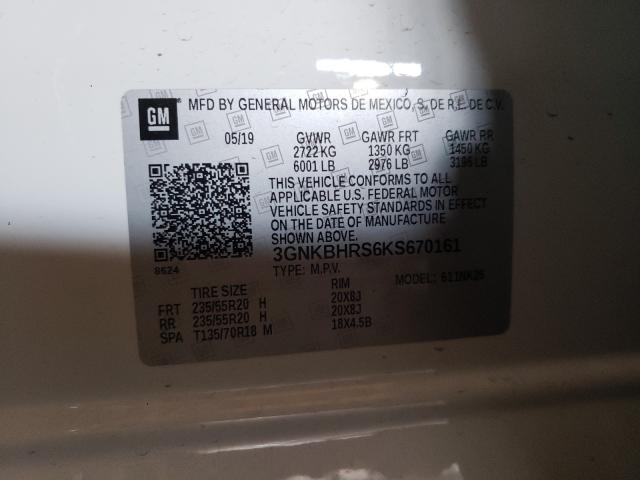 GM
MFD BY GENERAL MOTORS DE MEXICO, S. DE R.L. DE C.V.
05/19 GVWR GAWR FRT GAWR RR
2722 KG 1350 KG 1450 KG
6001 LB 2976 LB 3196 LB
THIS VEHICLE CONFORMS TO ALL
APPLICABLE U.S. FEDERAL MOTOR
VEHICLE SAFETY STANDARDS IN EFFECT
ON THE DATE OF MANUFACTURE
SHOWN ABOVE.
8624
3GNKBHRS6KS670161
TYPE: M.P.V. MODEL: 611NK26
TIRE SIZE RIM
FRT 235/55R20 H 20X8J
RR 235/55R20 H 20X8J
SPA T135/70R18 M 18X4.5B